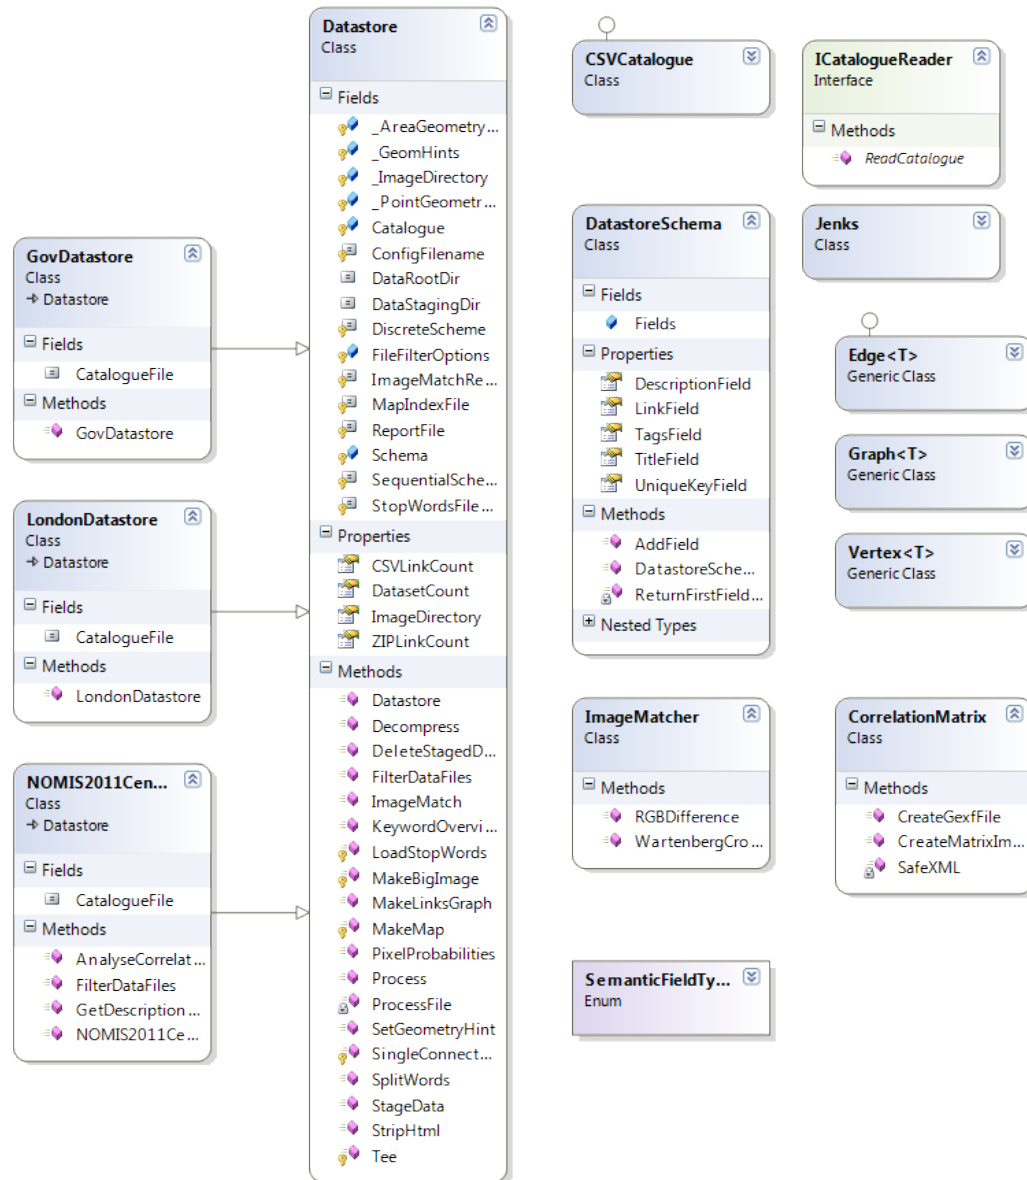 Datastore
Class
Fields
_AreaGeometry...
_GeomHints
_ImageDirectory
_PointGeometr...
Catalogue
ConfigFilename
DataRootDir
DataStagingDir
DiscreteScheme
FileFilterOptions
ImageMatchRe...
MapIndexFile
ReportFile
Schema
SequentialSche...
StopWordsFile...
Properties
CSVLinkCount
DatasetCount
ImageDirectory
ZIPLinkCount
Methods
Datastore
Decompress
DeleteStagedD...
FilterDataFiles
ImageMatch
KeywordOvervi...
LoadStopWords
MakeBigImage
MakeLinksGraph
MakeMap
PixelProbabilities
Process
ProcessFile
SetGeometryHint
SingleConnect...
SplitWords
StageData
StripHtml
Tee
GovDatastore
Class
Datastore
Fields
CatalogueFile
Methods
GovDatastore
LondonDatastore
Class
Datastore
Fields
CatalogueFile
Methods
LondonDatastore
NOMIS2011Cen...
Class
Datastore
Fields
CatalogueFile
Methods
AnalyseCorrelat...
FilterDataFiles
GetDescription...
NOMIS2011Ce...
CSVCatalogue
Class
ICatalogueReader
Interface
Methods
ReadCatalogue
DatastoreSchema
Class
Fields
Fields
Properties
DescriptionField
LinkField
TagsField
TitleField
UniqueKeyField
Methods
AddField
DatastoreSche...
ReturnFirstField...
Nested Types
Jenks
Class
Edge<T>
Generic Class
Graph<T>
Generic Class
Vertex<T>
Generic Class
ImageMatcher
Class
Methods
RGBDifference
WartenbergCro...
CorrelationMatrix
Class
Methods
CreateGexfFile
CreateMatrixIm...
SafeXML
SemanticFieldTy...
Enum